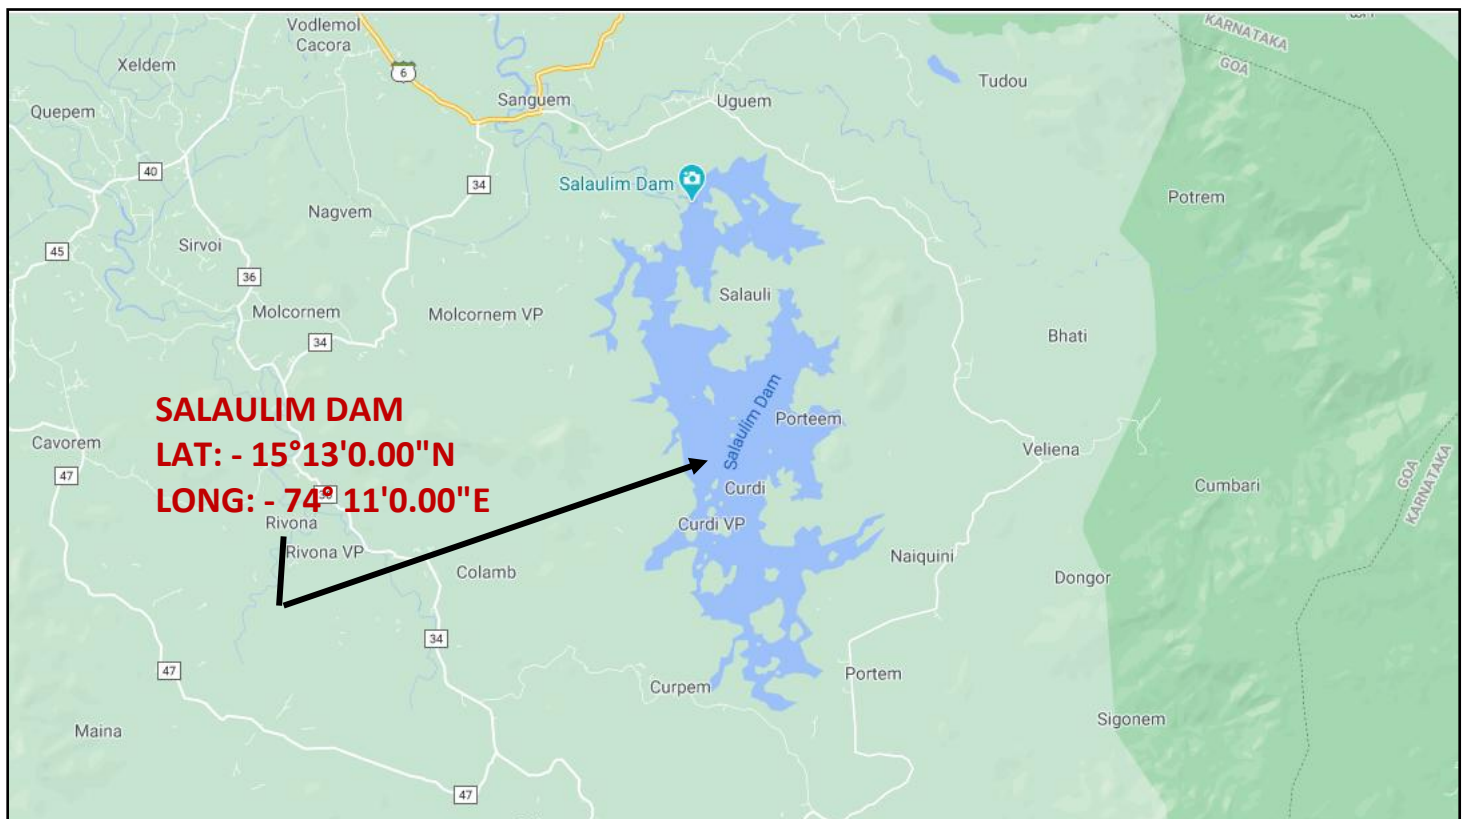 Vodlemol
Cacora
KARNATAKA
GOA
Xeldem
6
Tudou
Quepem
Sanguem
Uguem
40
34
Salaulim Dam
Potrem
Nagvem
45
Sirvoi
36
Salauli
Molcornem
Molcornem VP
34
Bhati
SALAULIM DAM
LAT: - 15°13'0.00"N
LONG: - 74° 11'0.00"E
Salaulim Dam
Porteem
Cavorem
47
Veliena
GOA
KARNATAKA
Curdi
Cumbari
Rivona
Curdi VP
Rivona VP
Naiquini
Colamb
Dongor
34
47
Portem
Curpem
Maina
Sigonem
47